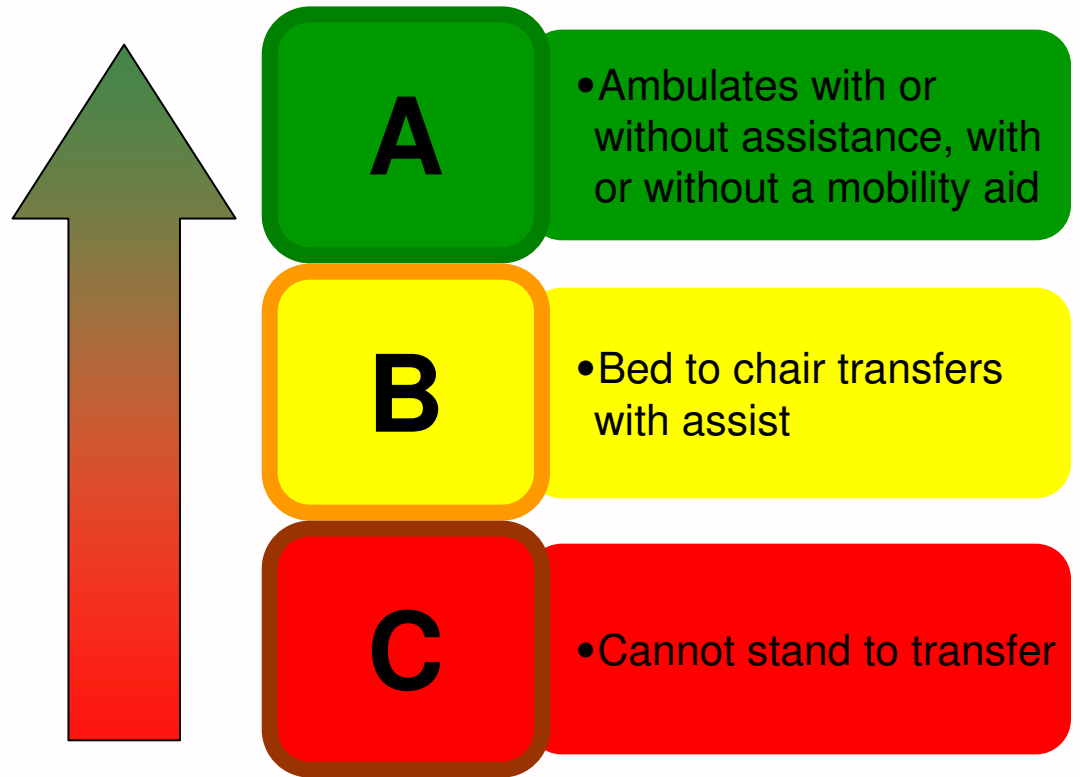 A
•Ambulates with or
without assistance, with
or without a mobility aid
B
•Bed to chair transfers
with assist
C
•Cannot stand to transfer